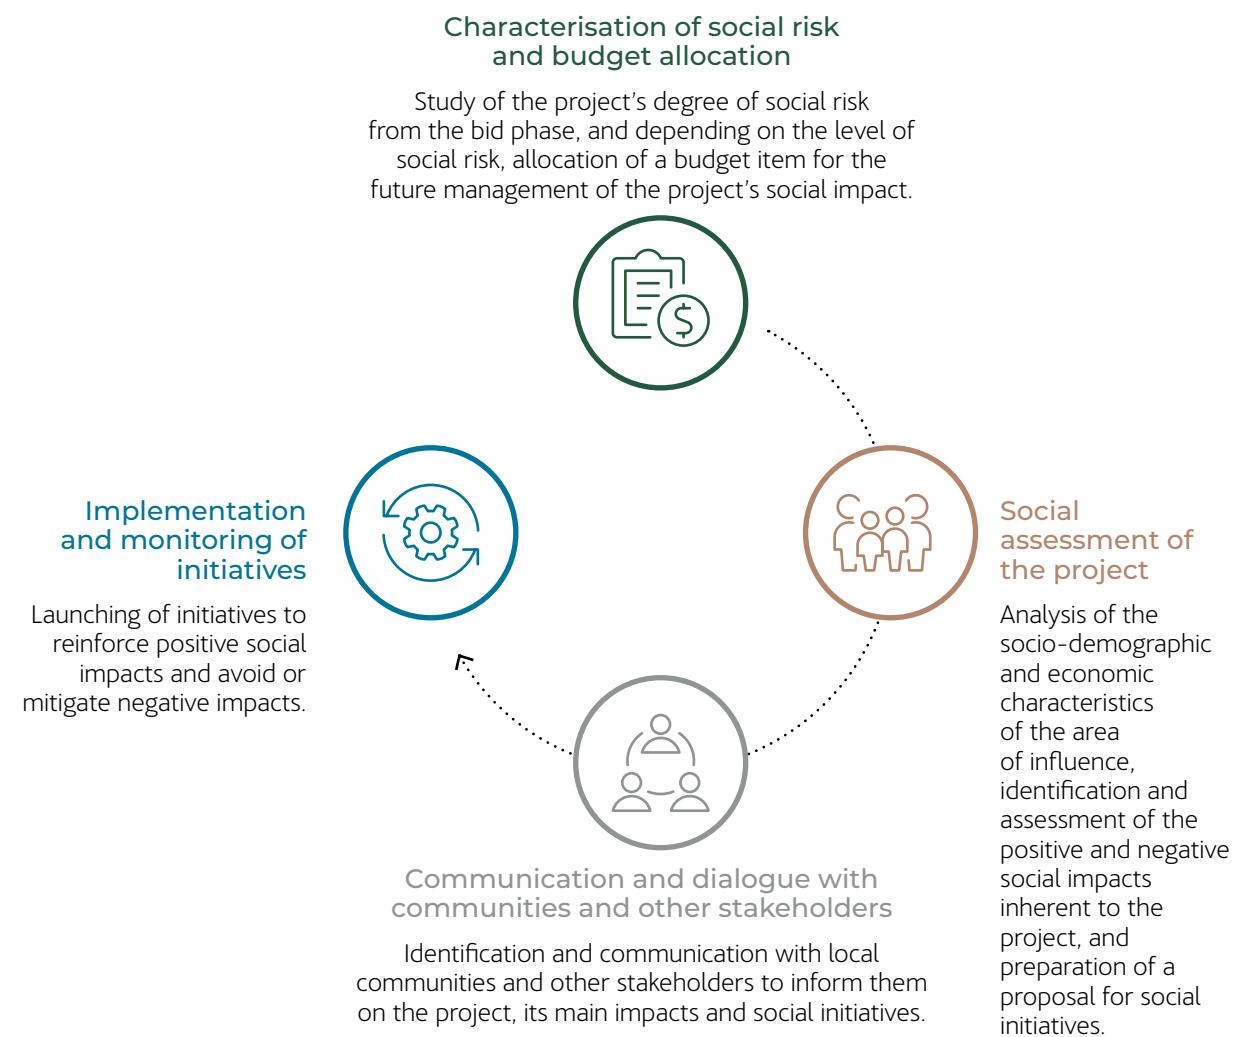 Characterisation of social risk
and budget allocation
Study of the project’s degree of social risk
from the bid phase, and depending on the level of
social risk, allocation of a budget item for the
future management of the project’s social impact.
$
Social
assessment of
the project
Analysis of the
socio-demographic
and economic
characteristics
of the area
of influence,
identification and
assessment of the
positive and negative
social impacts
inherent to the
project, and
preparation of a
proposal for social
initiatives.
Communication and dialogue with
communities and other stakeholders
Identification and communication with local
communities and other stakeholders to inform them
on the project, its main impacts and social initiatives.
Implementation
and monitoring of
initiatives
Launching of initiatives to
reinforce positive social
impacts and avoid or
mitigate negative impacts.